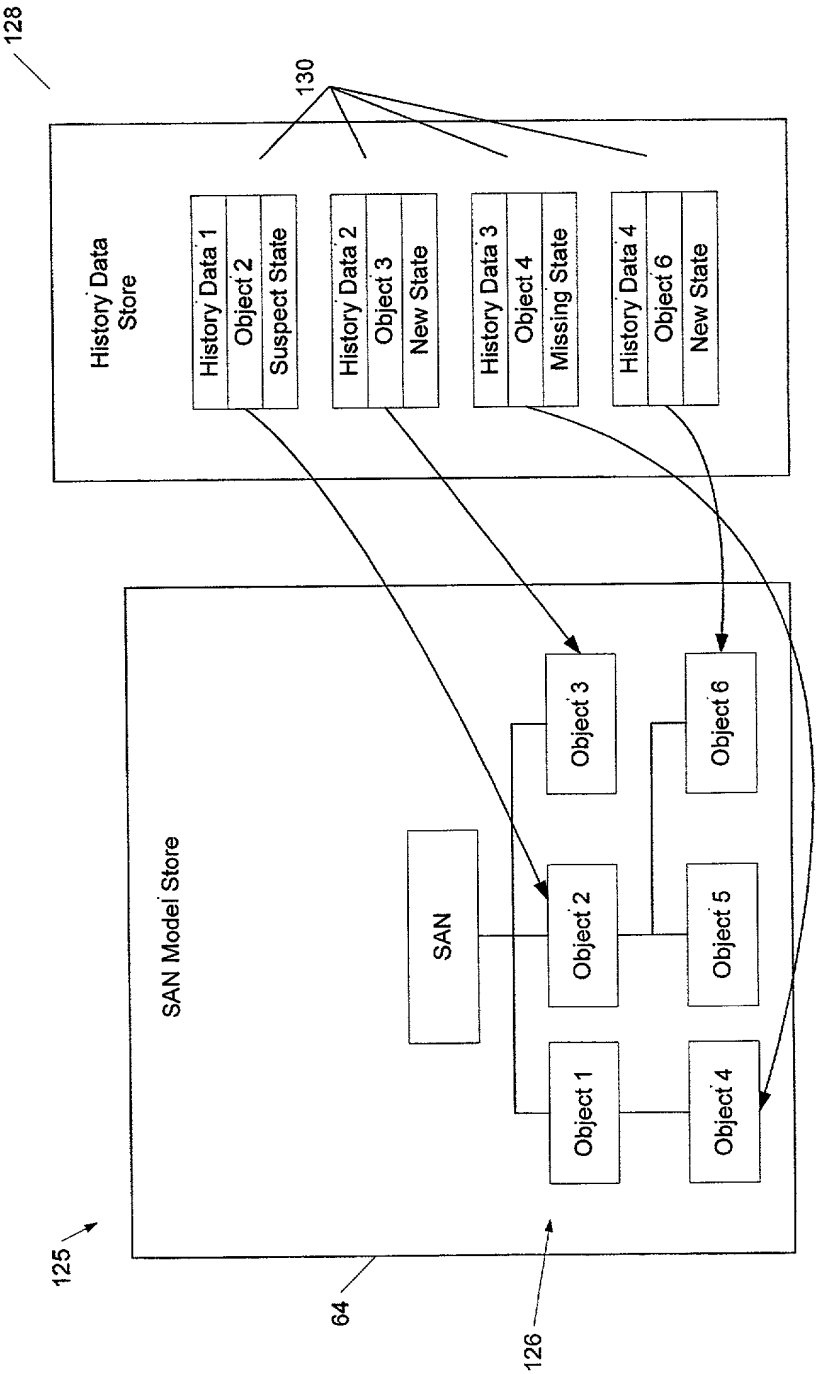 125
128
SAN Model Store
History Data
Store
130
History Data 1
Object 2
Suspect State
History Data 2
Object 3
New State
History Data 3
Object 4
Missing State
History Data 4
Object 6
New State
64
SAN
126
Object 1
Object 2
Object 3
Object 4
Object 5
Object 6